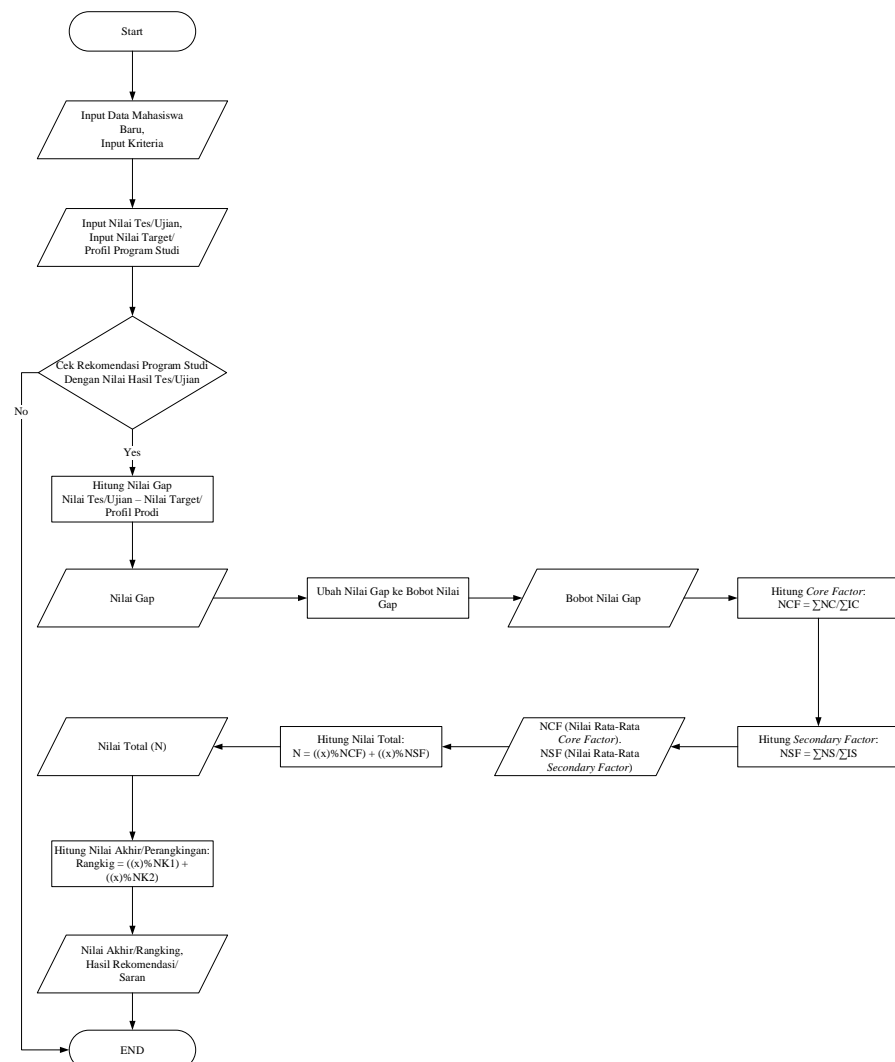 Start
Input Data Mahasiswa
Baru,
Input Kriteria
Input Nilai Tes/Ujian,
Input Nilai Target/
Profil Program Studi
Cek Rekomendasi Program Studi
Dengan Nilai Hasil Tes/Ujian
No
Yes
Hitung Nilai Gap
Nilai Tes/Ujian – Nilai Target/
Profil Prodi
Nilai Gap
Ubah Nilai Gap ke Bobot Nilai
Gap
Bobot Nilai Gap
Hitung Core Factor:
NCF = ∑NC/∑IC
Hitung Secondary Factor:
NSF = ∑NS/∑IS
NCF (Nilai Rata-Rata
Core Factor).
NSF (Nilai Rata-Rata
Secondary Factor)
Hitung Nilai Total:
N = ((x)%NCF) + ((x)%NSF)
Nilai Total (N)
Hitung Nilai Akhir/Perangkingan:
Rangkig = ((x)%NK1) +
((x)%NK2)
Nilai Akhir/Rangking,
Hasil Rekomendasi/
Saran
END